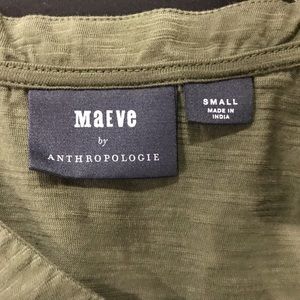 MAEVE
by
ANTHROPOLOGIE
SMALL
MADE IN
INDIA